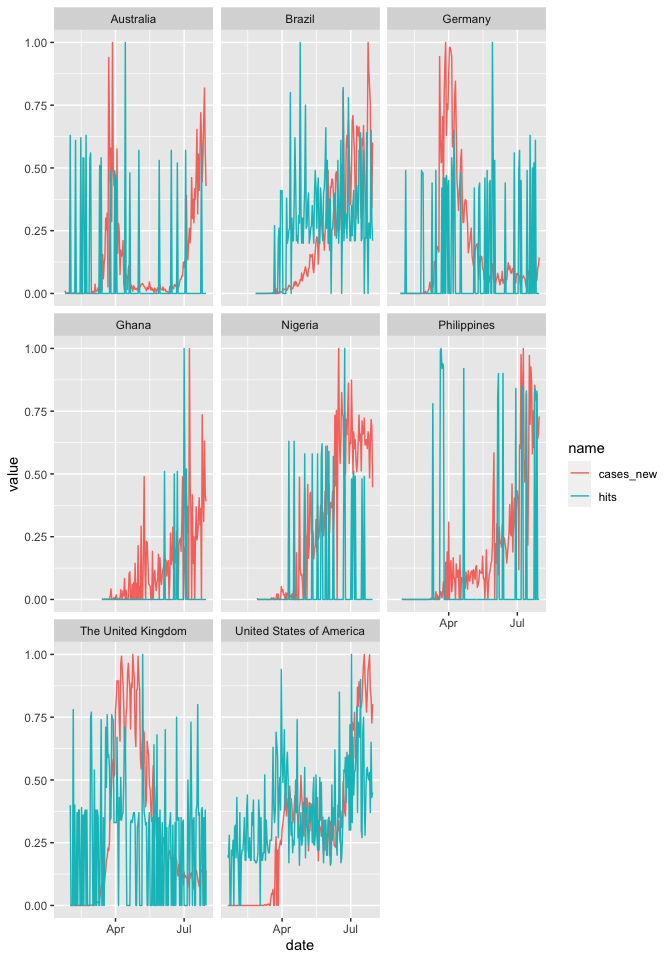 Australia Brazil Germany
1.00
0.75
0.50
0.25
0.00
Ghana Nigeria Philippines
1.00
0.75
0.50
0.25
0.00
Apr Jul
The United Kingdom United States of America
1.00
0.75
0.50
0.25
0.00
Apr Jul Apr Jul
value
date
name
cases_new
hits